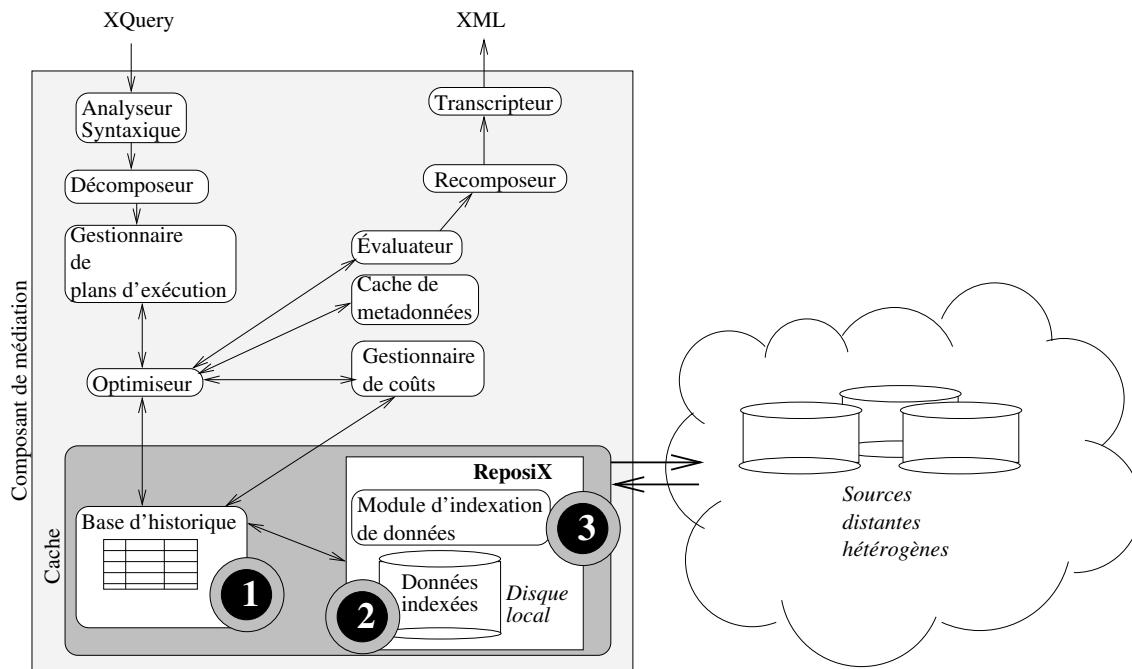 XQuery
XML
Analyseur
Syntaxique
Transcripteur
Décomposeur
Recomposeur
Gestionnaire
de
plans d'exécution
Évaluateur
Cache de
metadonnées
Gestionnaire
de coûts
Optimiseur
Composant de médiation
Cache
ReposiX
Base d'historique
Module d'indexation
de données
Données
indexées
Disque
local
1
2
3
Sources
distantes
hétérogènes